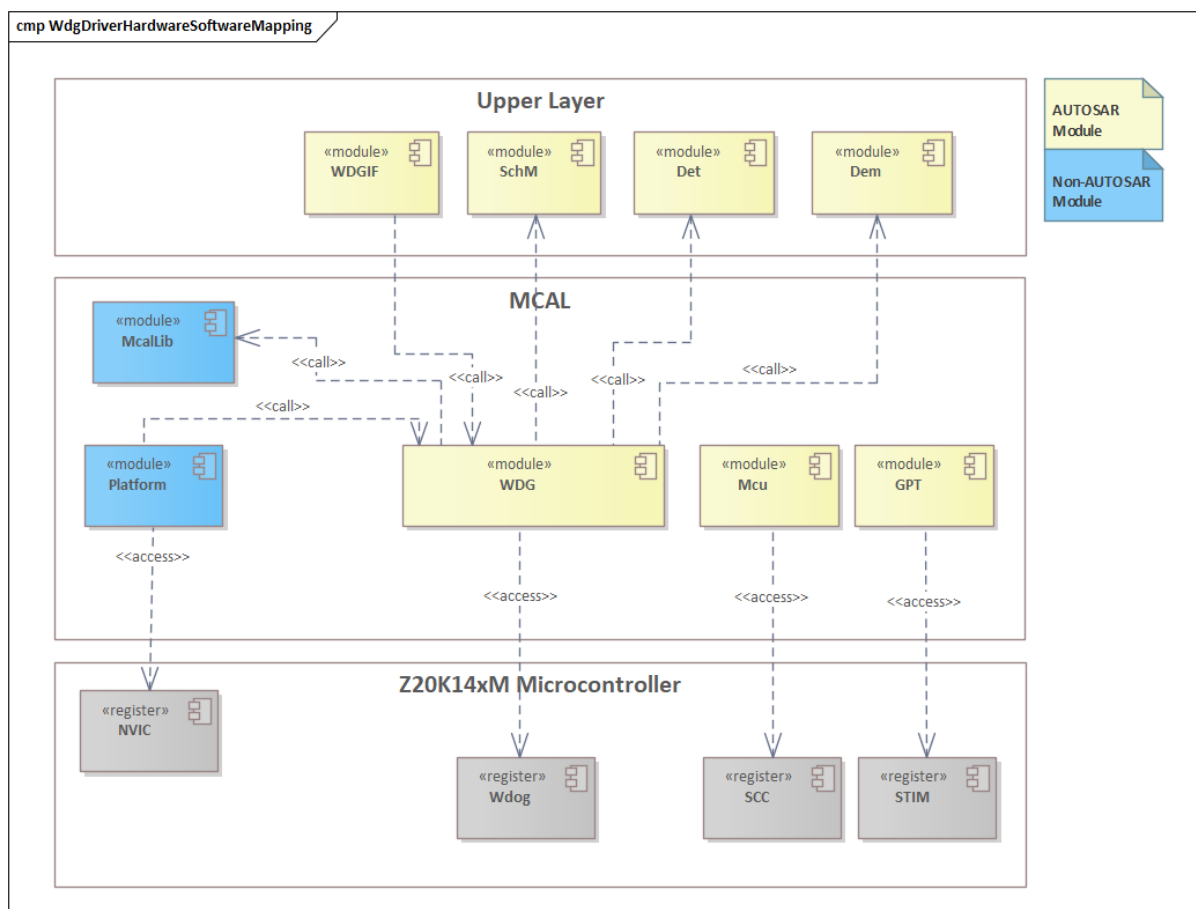 cmp WdgDriverHardwareSoftwareMapping
Upper Layer
«module»
WDGIF
«module»
SchM
«module»
Det
«module»
Dem
AUTOSAR
Module
Non-AUTOSAR
Module
MCAL
«module»
McalLib
<<call>>
<<call>>
<<call>>
<<call>>
<<call>>
<<call>>
«module»
Platform
«module»
WDG
«module»
Mcu
«module»
GPT
<<access>>
<<access>>
<<access>>
<<access>>
Z20K14xM Microcontroller
«register»
NVIC
«register»
Wdog
«register»
SCC
«register»
STIM